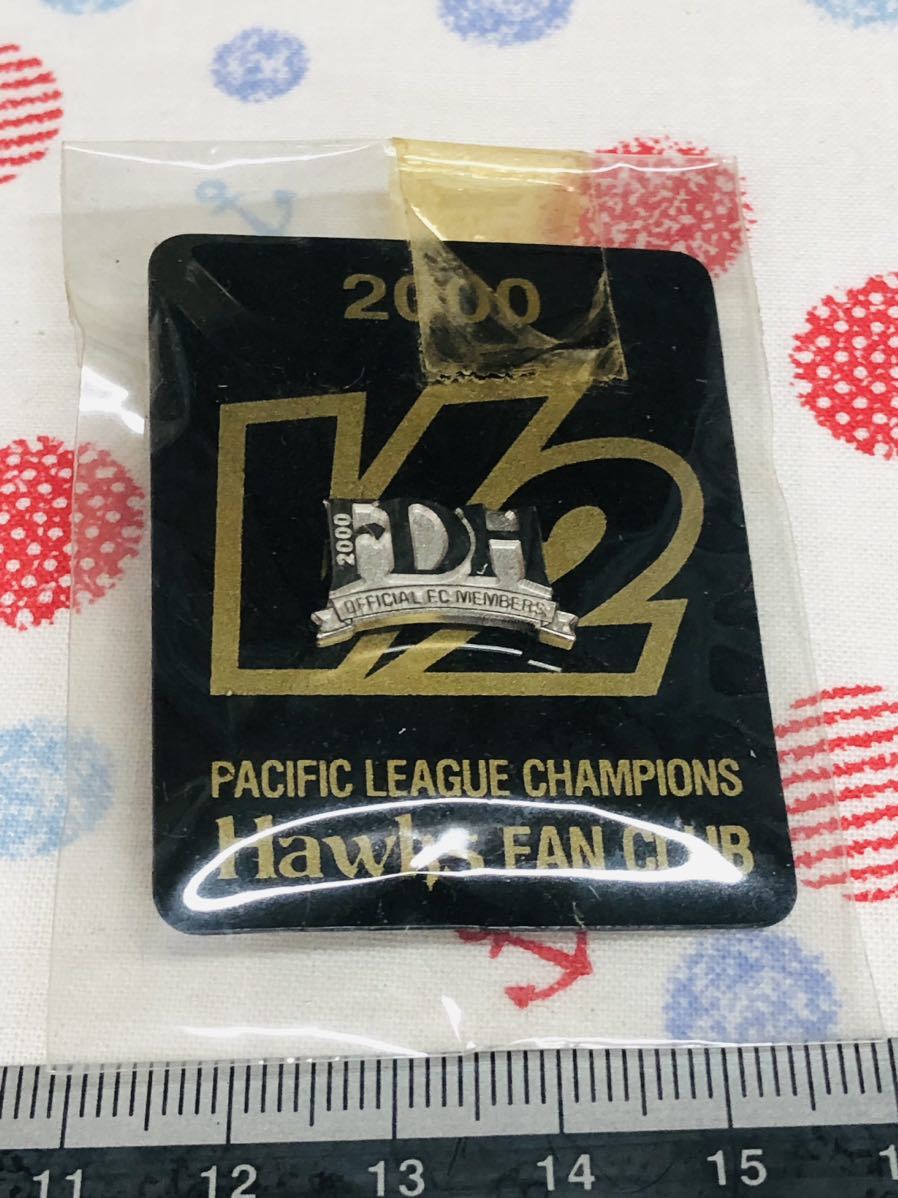 2000
V2
2000
FDH
OFFICIAL F.C MEMBERS
PACIFIC LEAGUE CHAMPIONS
Hawks FAN CLUB
11 12 13 14 15